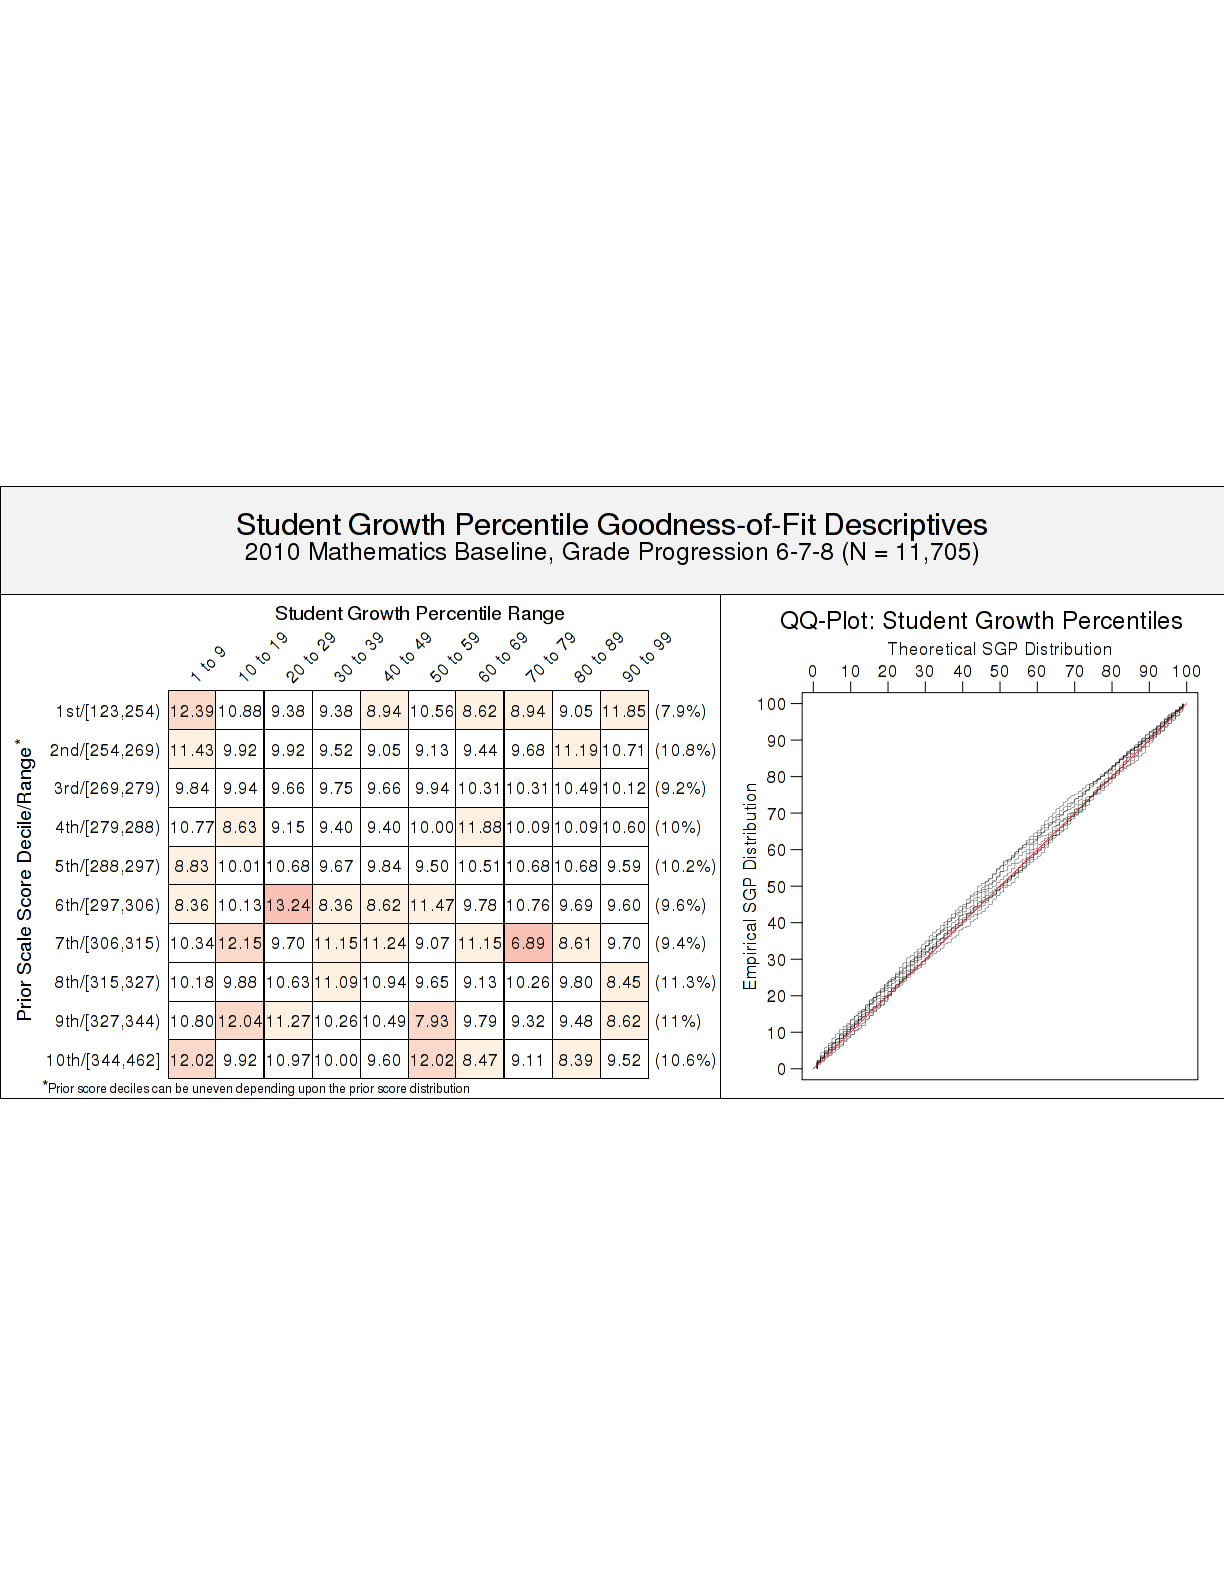 Student Growth Percentile Goodness-of-Fit Descriptives
2010 Mathematics Baseline, Grade Progression 6-7-8 (N = 11,705)
Student Growth Percentile Range
1 to 9 10 to 19 20 to 29 30 to 39 40 to 49 50 to 59 60 to 69 70 to 79 80 to 89 90 to 99
Prior Scale Score Decile/Range*
1st/[123,254) 12.39 10.88 9.38 9.38 8.94 10.56 8.62 8.94 9.05 11.85 (7.9%)
2nd/[254,269) 11.43 9.92 9.92 9.52 9.05 9.13 9.44 9.68 11.19 10.71 (10.8%)
3rd/[269,279) 9.84 9.94 9.66 9.75 9.66 9.94 10.31 10.31 10.49 10.12 (9.2%)
4th/[279,288) 10.77 8.63 9.15 9.40 9.40 10.00 11.88 10.09 10.09 10.60 (10%)
5th/[288,297) 8.83 10.01 10.68 9.67 9.84 9.50 10.51 10.68 10.68 9.59 (10.2%)
6th/[297,306) 8.36 10.13 13.24 8.36 8.62 11.47 9.78 10.76 9.69 9.60 (9.6%)
7th/[306,315) 10.34 12.15 9.70 11.15 11.24 9.07 11.15 6.89 8.61 9.70 (9.4%)
8th/[315,327) 10.18 9.88 10.63 11.09 10.94 9.65 9.13 10.26 9.80 8.45 (11.3%)
9th/[327,344) 10.80 12.04 11.27 10.26 10.49 7.93 9.79 9.32 9.48 8.62 (11%)
10th/[344,462] 12.02 9.92 10.97 10.00 9.60 12.02 8.47 9.11 8.39 9.52 (10.6%)
*Prior score deciles can be uneven depending upon the prior score distribution
QQ-Plot: Student Growth Percentiles
Theoretical SGP Distribution
0 10 20 30 40 50 60 70 80 90 100
Empirical SGP Distribution
100
90
80
70
60
50
40
30
20
10
0